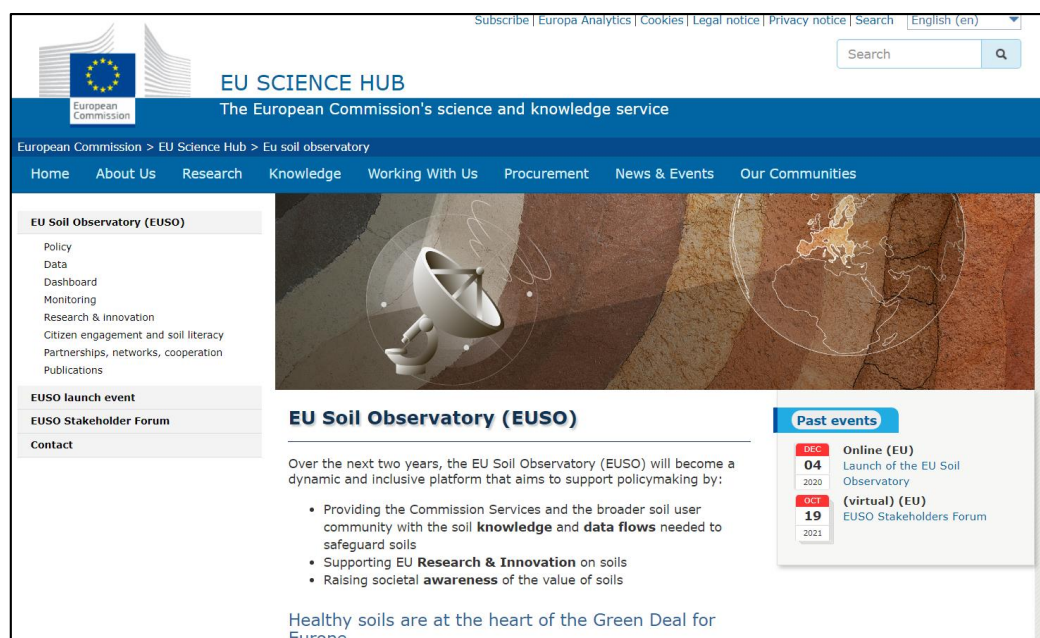 Subscribe | Europa Analytics | Cookies | Legal notice | Privacy notice | Search English (en)
Search
European
Commission
EU SCIENCE HUB
The European Commission's science and knowledge service
European Commission > EU Science Hub > Eu soil observatory
Home About Us Research Knowledge Working With Us Procurement News & Events Our Communities
EU Soil Observatory (EUSO)
Policy
Data
Dashboard
Monitoring
Research & innovation
Citizen engagement and soil literacy
Partnerships, networks, cooperation
Publications
EUSO launch event
EUSO Stakeholder Forum
Contact
EU Soil Observatory (EUSO)
Over the next two years, the EU Soil Observatory (EUSO) will become a
dynamic and inclusive platform that aims to support policymaking by:
• Providing the Commission Services and the broader soil user
community with the soil knowledge and data flows needed to
safeguard soils
• Supporting EU Research & Innovation on soils
• Raising societal awareness of the value of soils
Healthy soils are at the heart of the Green Deal for
Europe
Past events
DEC
04
2020
Online (EU)
Launch of the EU Soil
Observatory
OCT
19
2021
(virtual) (EU)
EUSO Stakeholders Forum